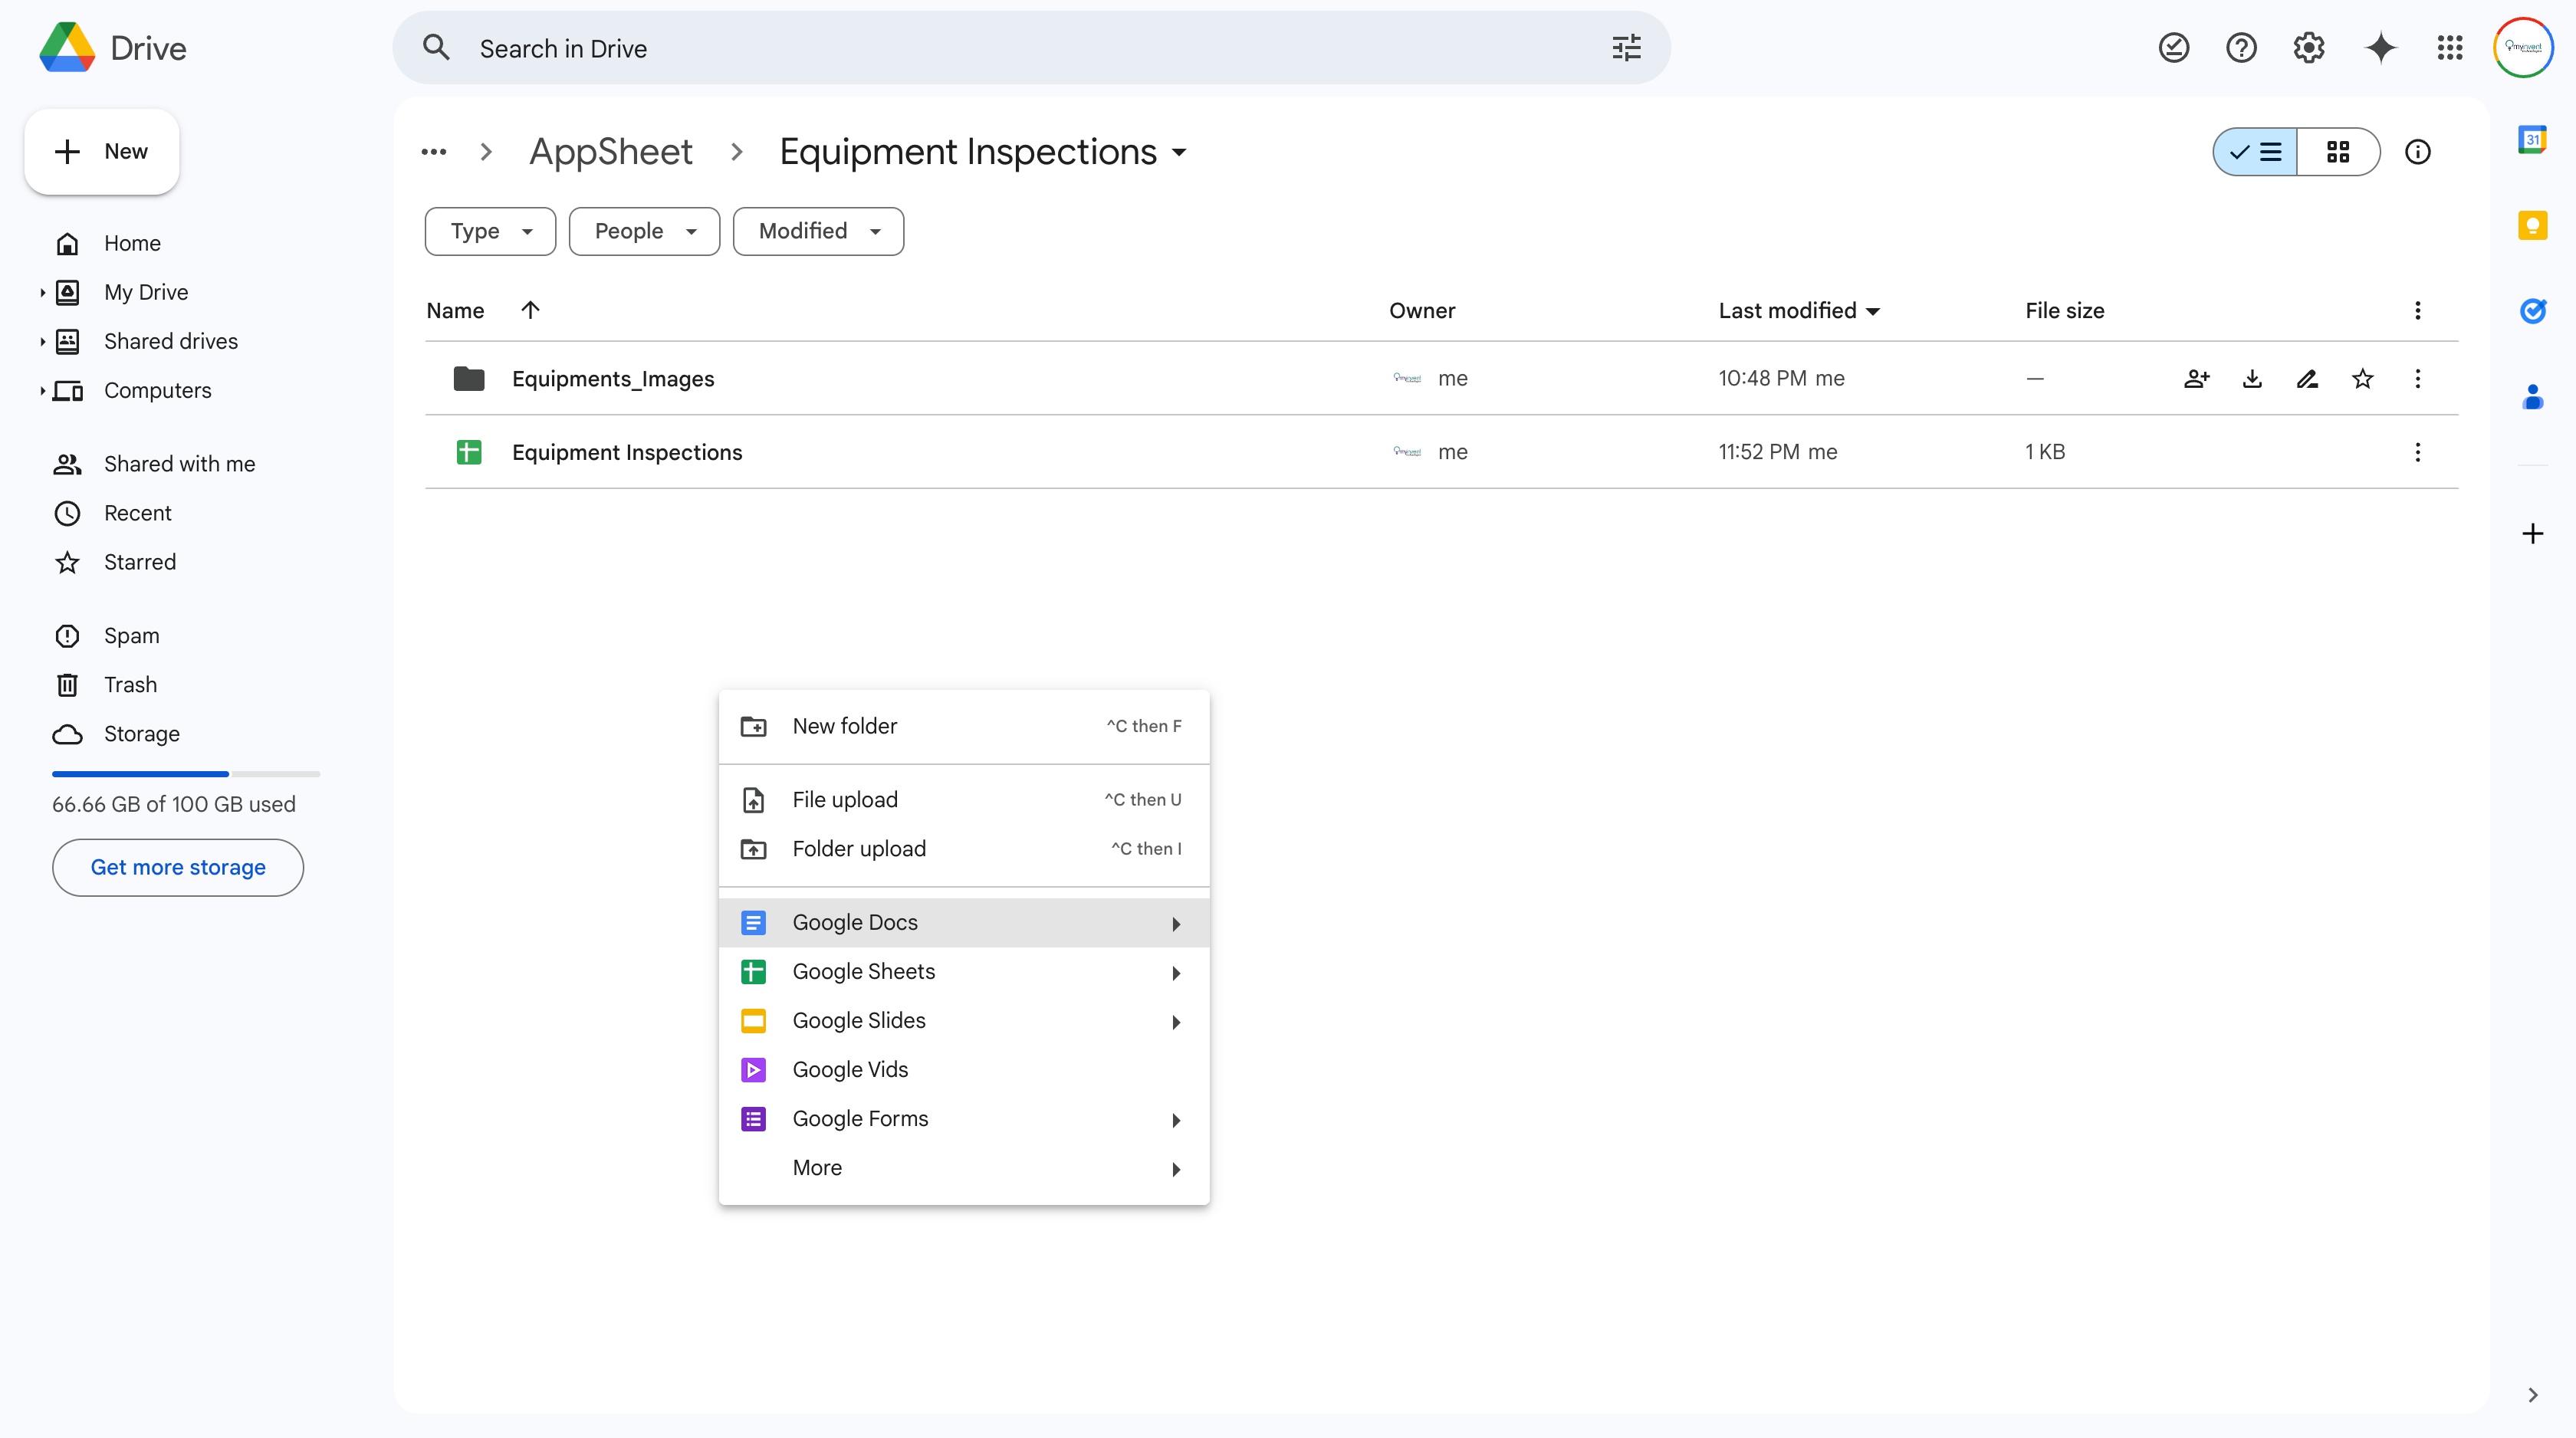 Drive
Search in Drive
New
AppSheet
Equipment Inspections
Type
People
Modified
Home
My Drive
Shared drives
Computers
Shared with me
Recent
Starred
Spam
Trash
Storage
66.66 GB of 100 GB used
Get more storage
Name Owner Last modified File size
Equipments_Images me 10:48 PM me —
Equipment Inspections me 11:52 PM me 1 KB
New folder ^C then F
File upload ^C then U
Folder upload ^C then I
Google Docs
Google Sheets
Google Slides
Google Vids
Google Forms
More
31